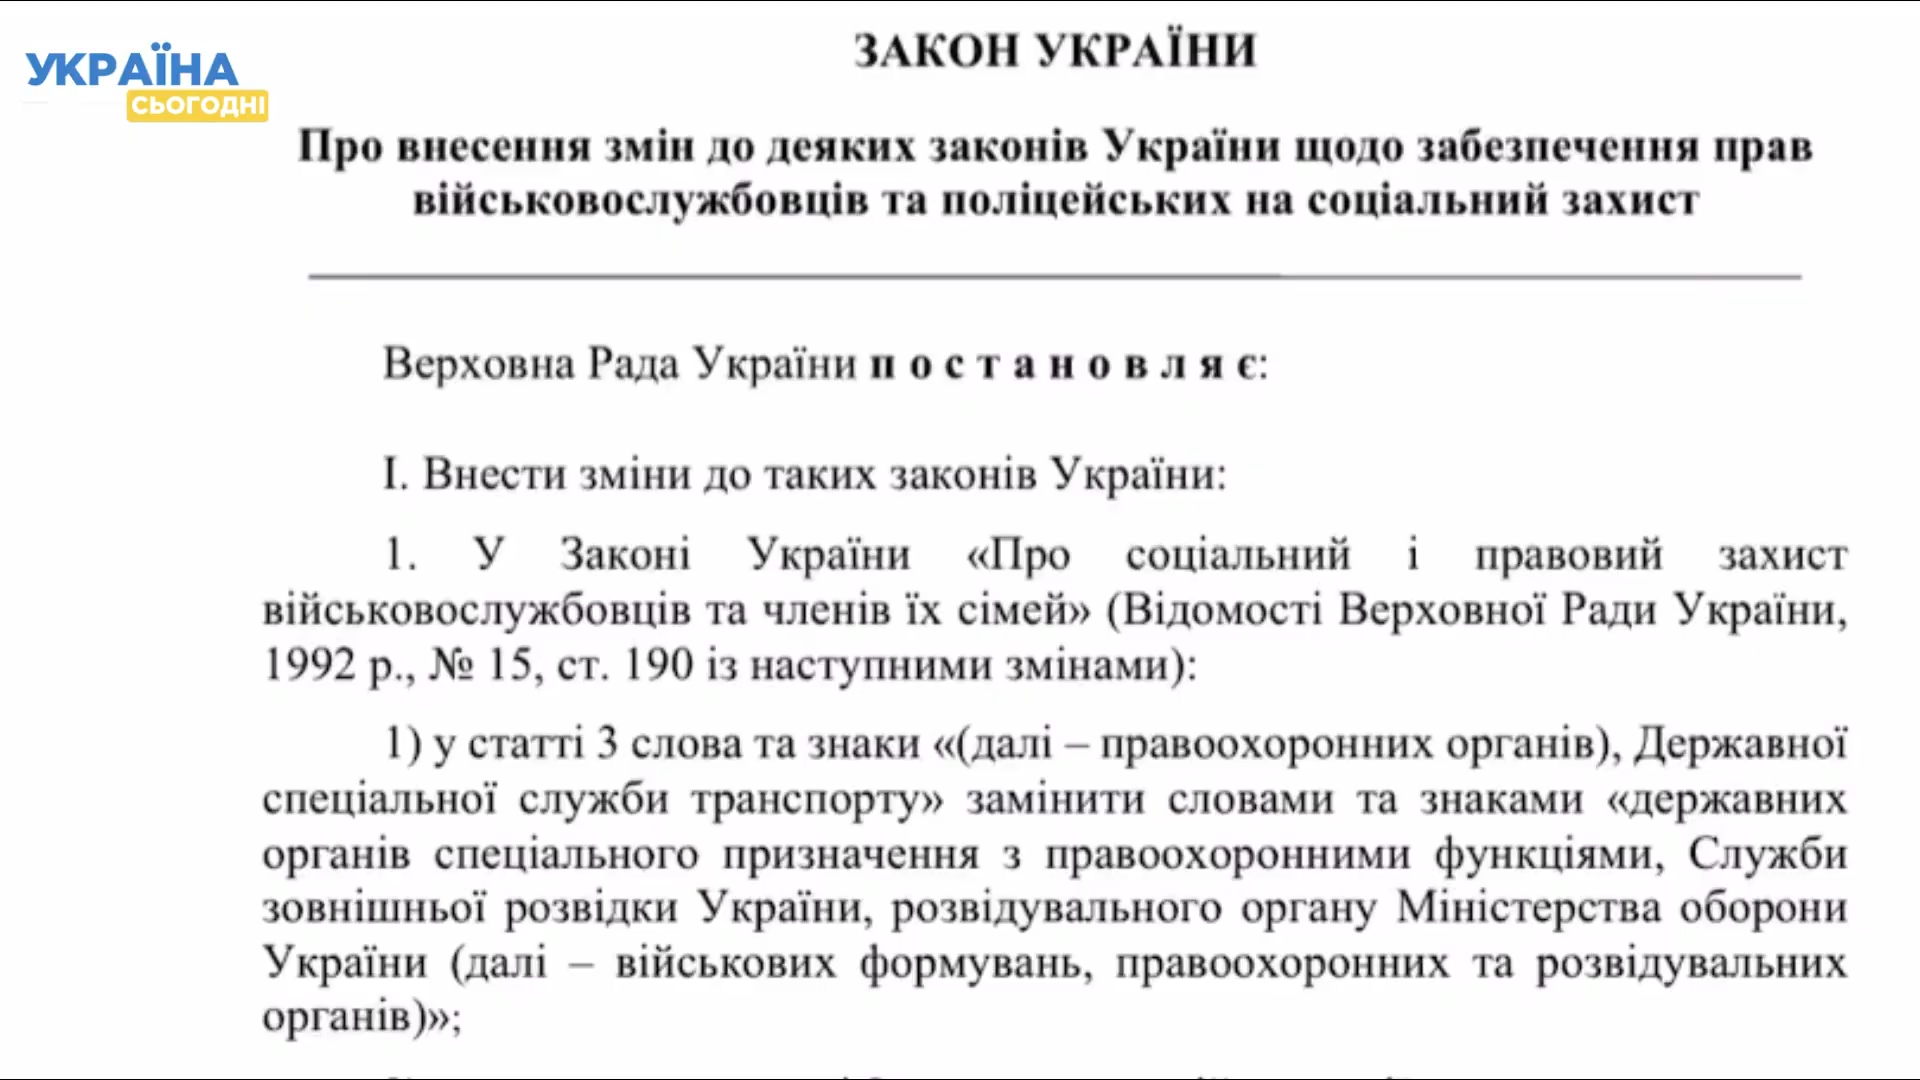 УКРАЇНА
СЬОГОДНІ
ЗАКОН УКРАЇНИ
Про внесення змін до деяких законів України щодо забезпечення прав
військовослужбовців та поліцейських на соціальний захист
Верховна Рада України п о с т а н о в л я є:
І. Внести зміни до таких законів України:
1. У Законі України «Про соціальний і правовий захист
військовослужбовців та членів їх сімей» (Відомості Верховної Ради України,
1992 р., № 15, ст. 190 із наступними змінами):
1) у статті 3 слова та знаки «(далі – правоохоронних органів), Державної
спеціальної служби транспорту» замінити словами та знаками «державних
органів спеціального призначення з правоохоронними функціями, Служби
зовнішньої розвідки України, розвідувального органу Міністерства оборони
України (далі – військових формувань, правоохоронних та розвідувальних
органів)»;